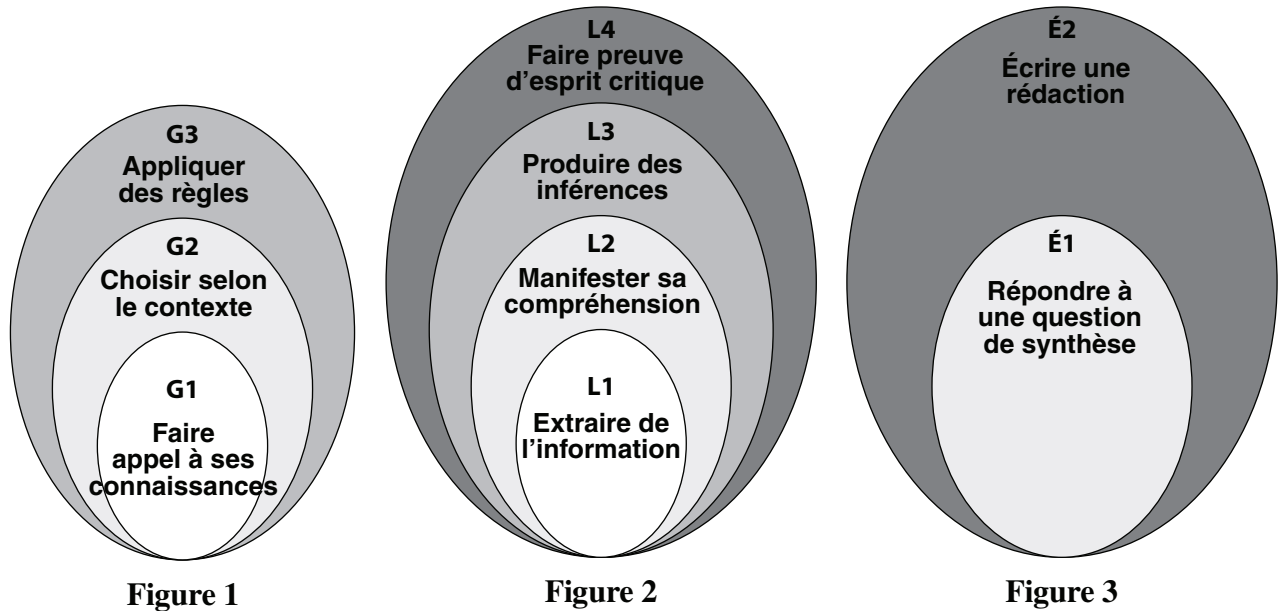 G3
Appliquer
des règles
G2
Choisir selon
le contexte
G1
Faire
appel à ses
connaissances
Figure 1
L4
Faire preuve
d'esprit critique
L3
Produire des
inférences
L2
Manifester sa
compréhension
L1
Extraire de
l'information
Figure 2
É2
Écrire une
rédaction
É1
Répondre à
une question
de synthèse
Figure 3